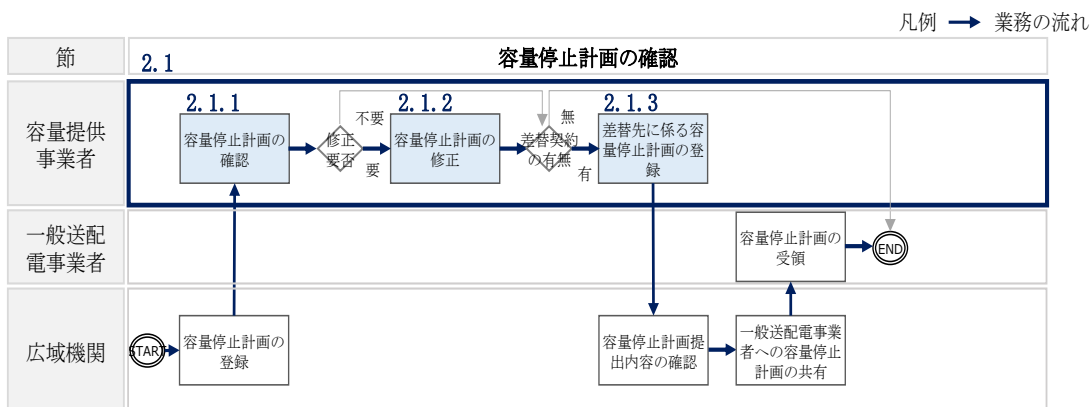 凡例 業務の流れ
節
2.1
容量停止計画の確認
容量提供
事業者
2.1.1
容量停止計画の
確認
修正
要否
不要
要
2.1.2
容量停止計画の
修正
差替契約
の有無
無
有
2.1.3
差替先に係る容
量停止計画の登
録
一般送配
電事業者
容量停止計画の
受領
END
広域機関
START
容量停止計画の
登録
容量停止計画提
出内容の確認
一般送配電事業
者への容量停止
計画の共有